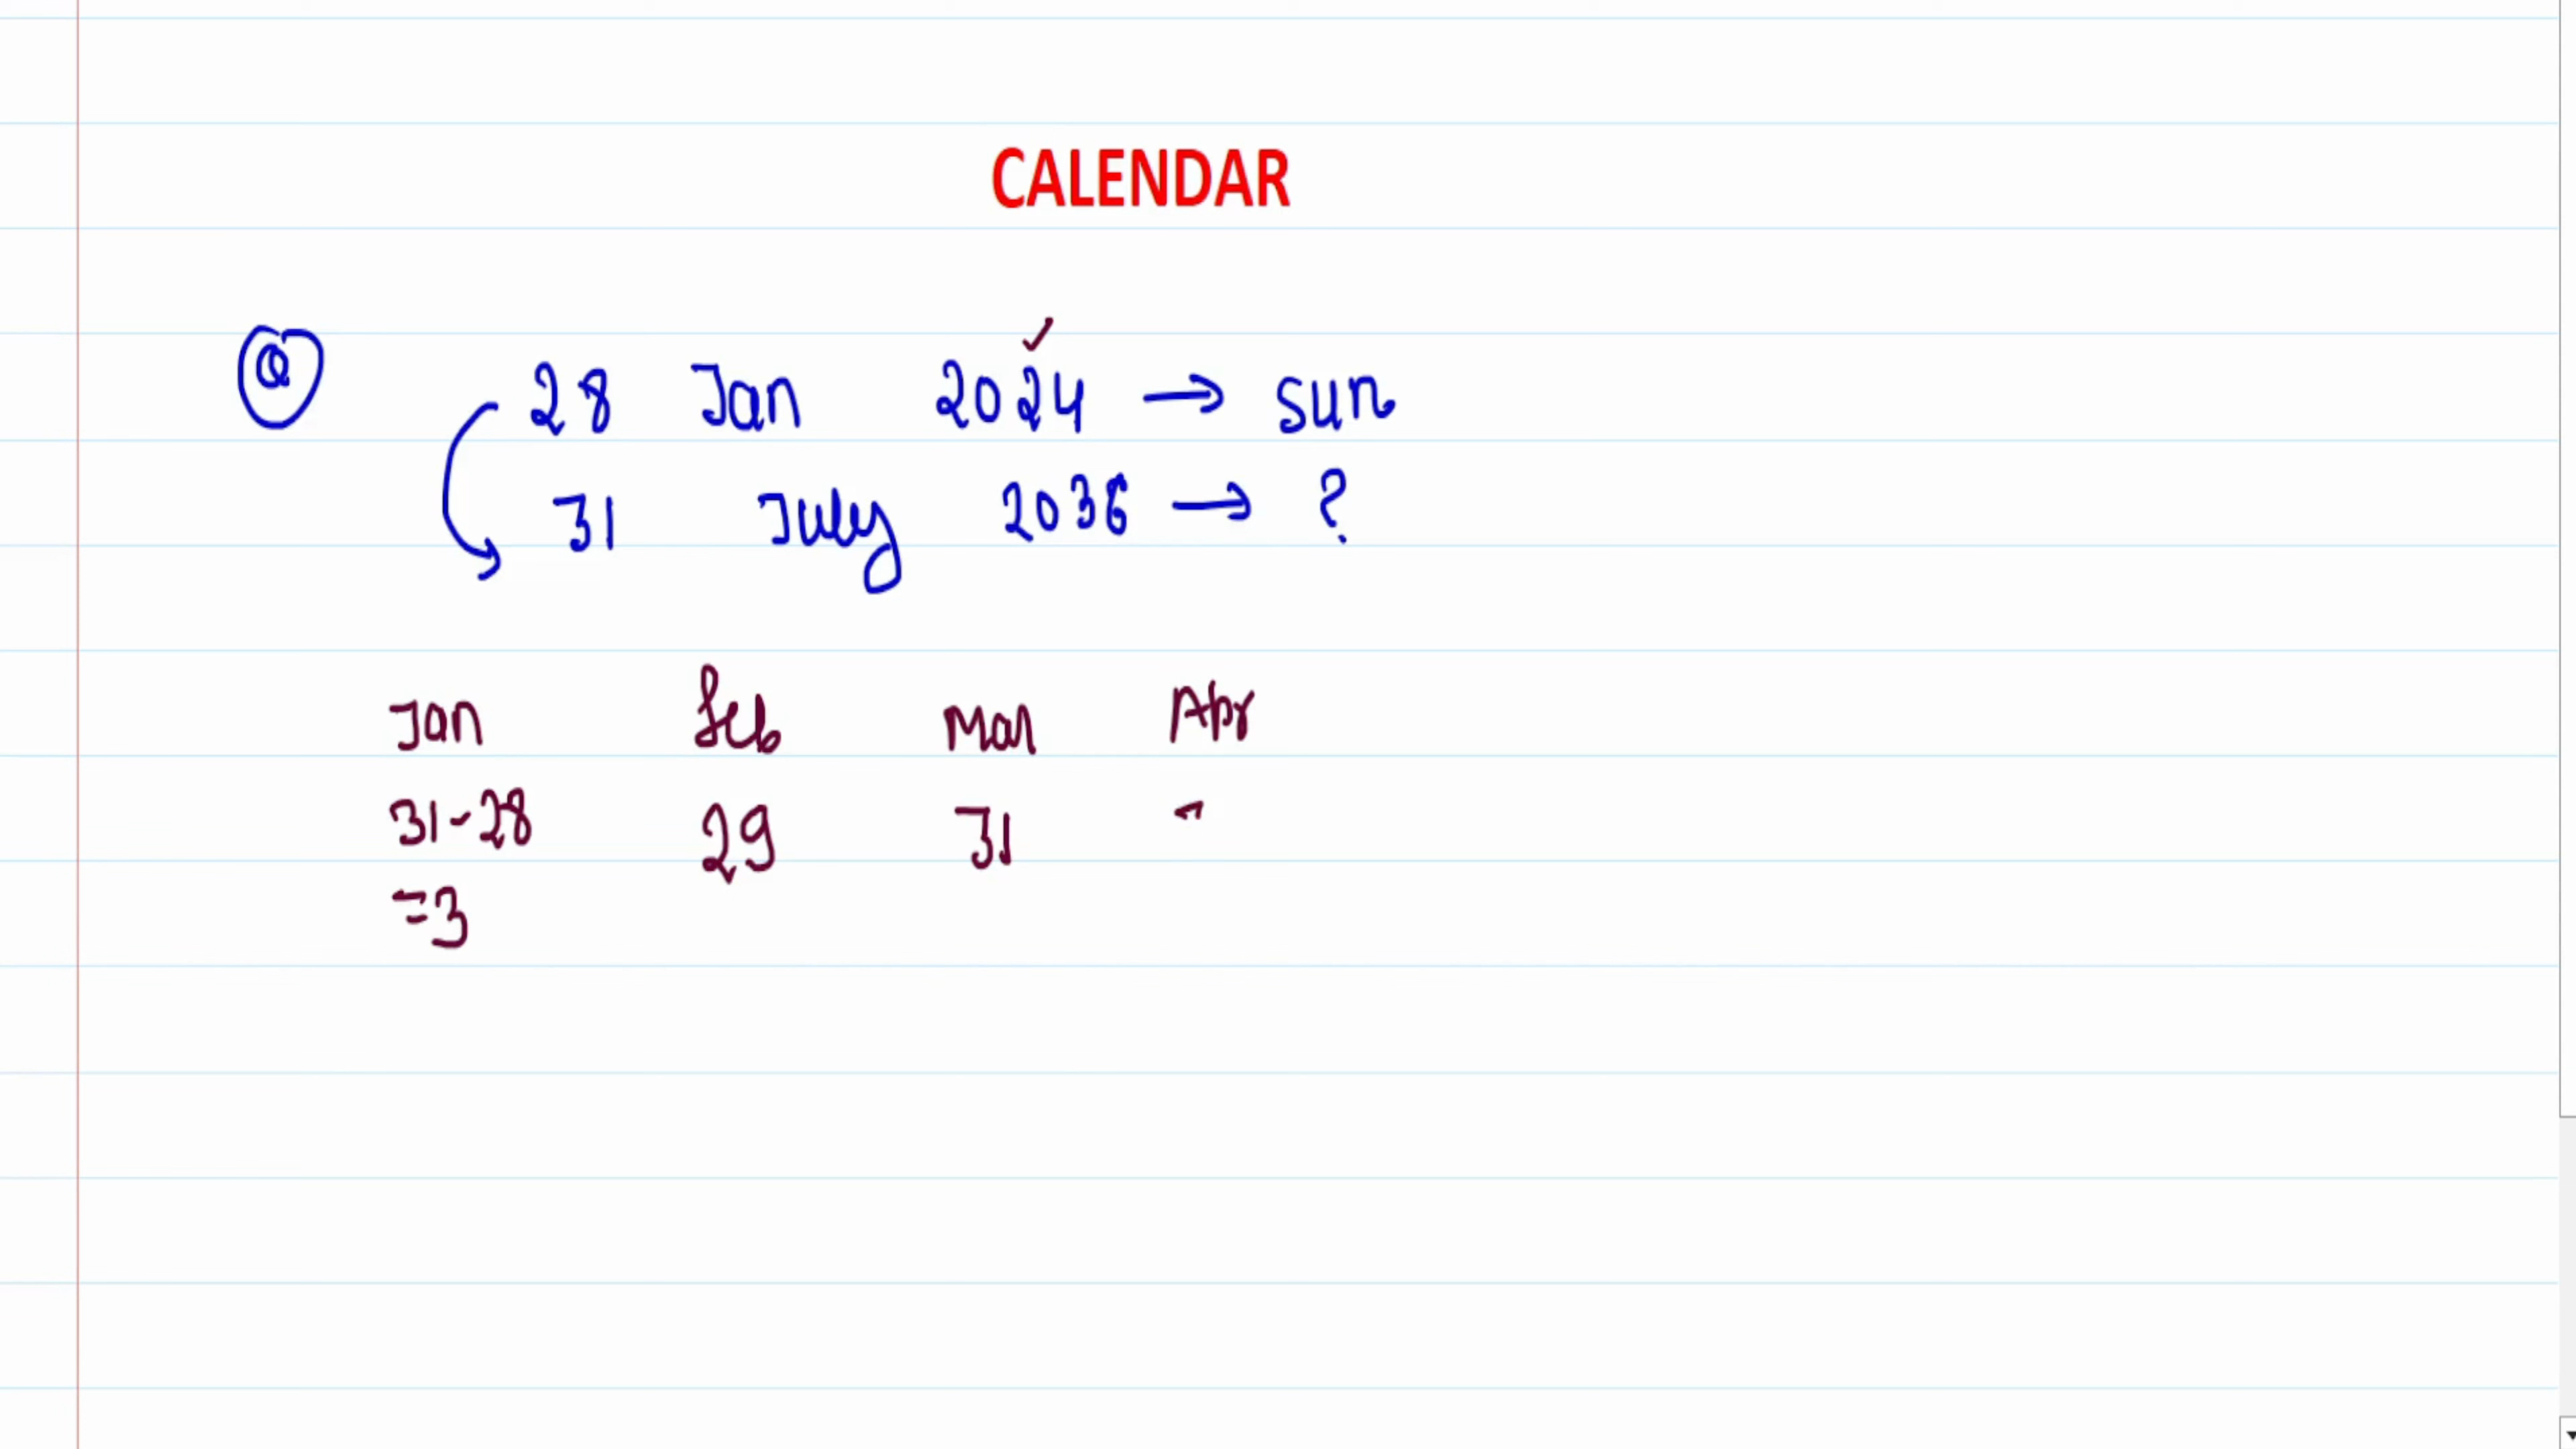 CALENDAR
Q 28 Jan 2024 → sun
31 July 2036 → ?
Jan Feb Mar Apr
31-28 29 31
=3